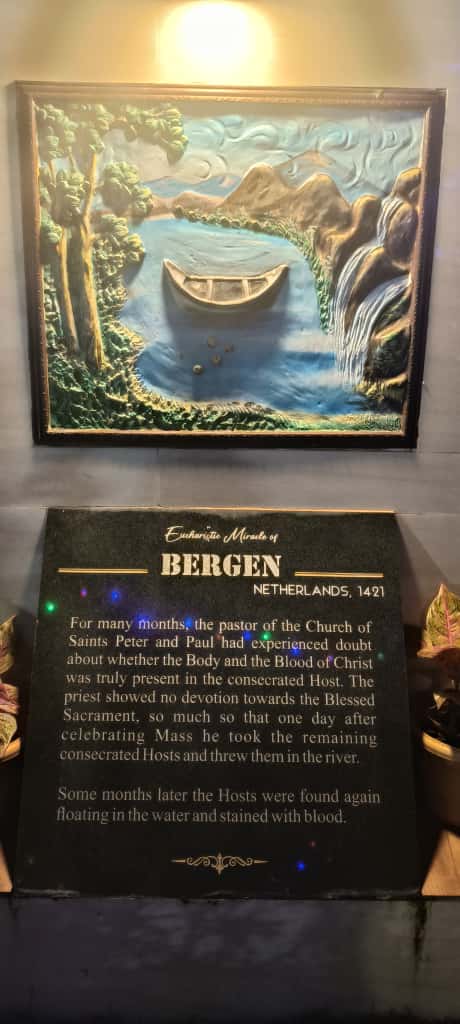 Eucharistic Miracle of
BERGEN
NETHERLANDS, 1421
For many months, the pastor of the Church of
Saints Peter and Paul had experienced doubt
about whether the Body and the Blood of Christ
was truly present in the consecrated Host. The
priest showed no devotion towards the Blessed
Sacrament, so much so that one day after
celebrating Mass he took the remaining
consecrated Hosts and threw them in the river.
Some months later the Hosts were found again
floating in the water and stained with blood.